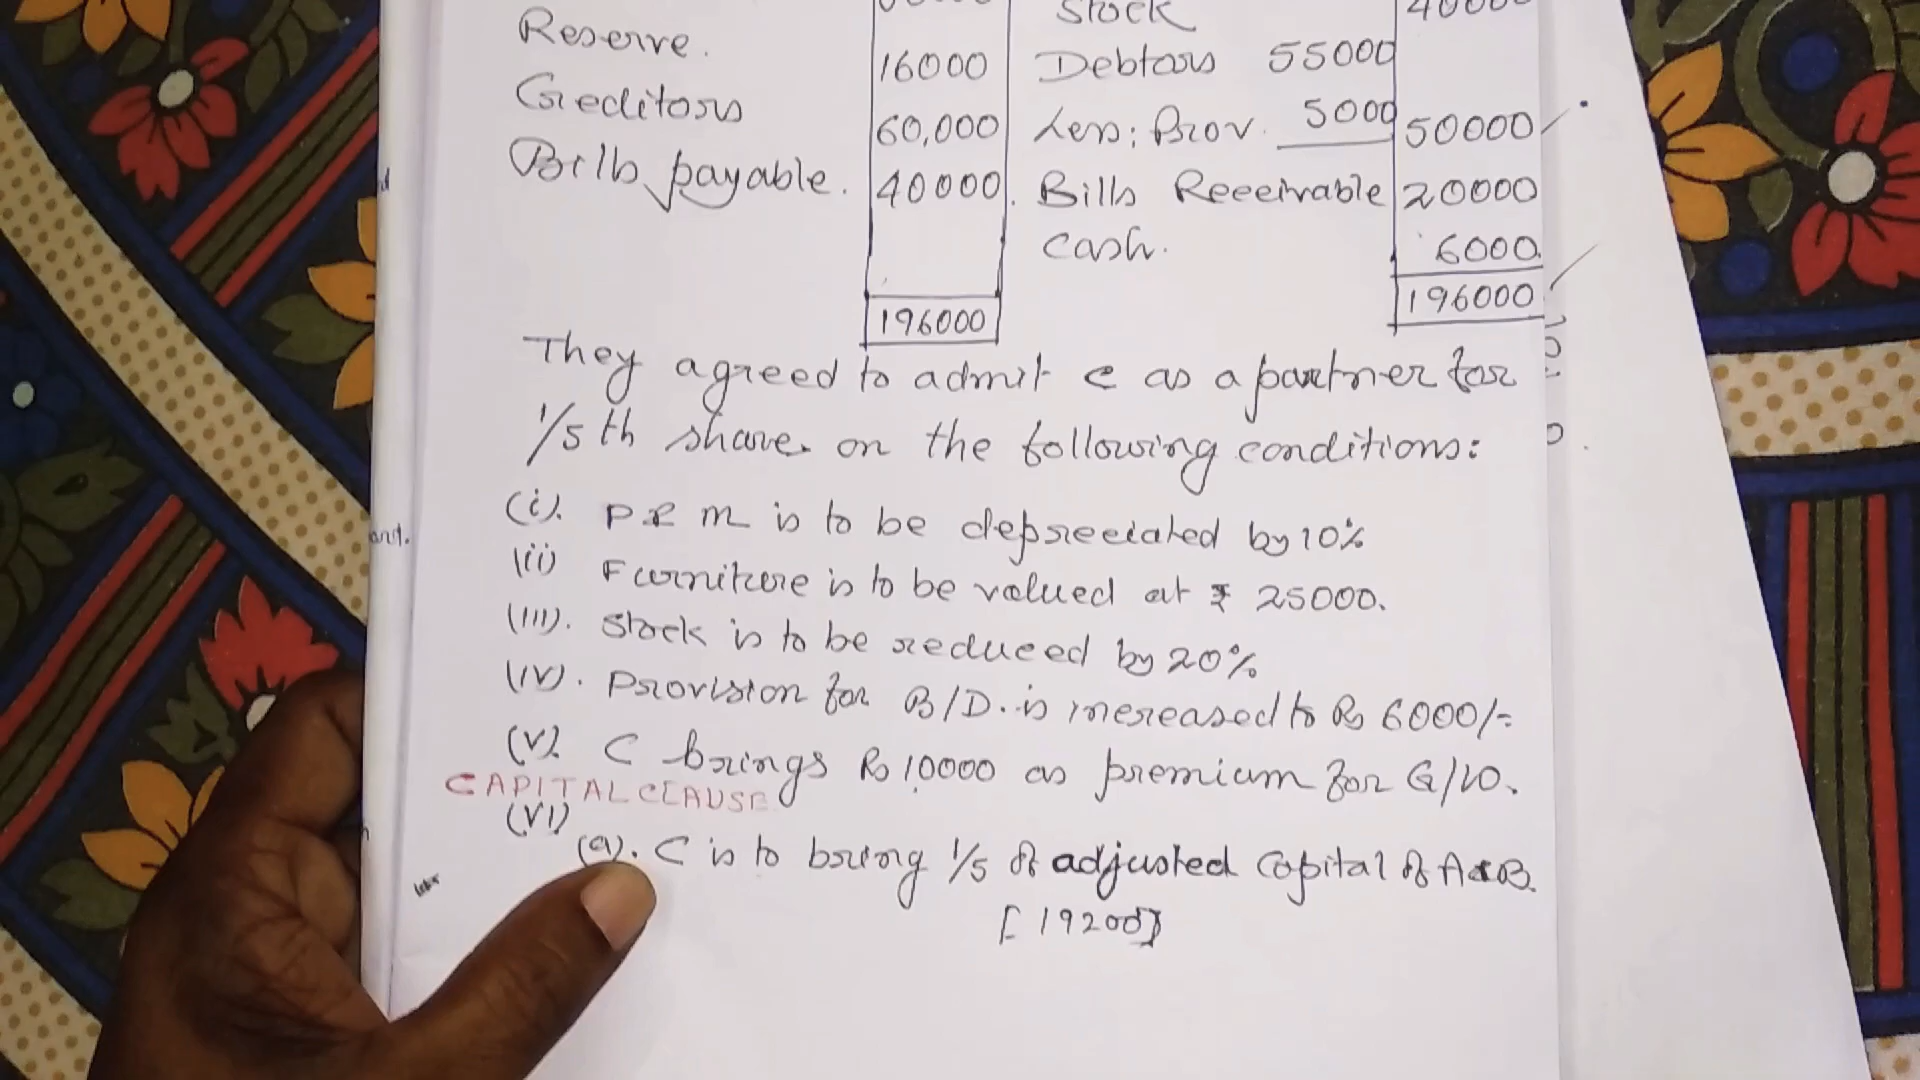 Stock 40000
Reserve. 16000 Debtors 55000
Creditors 60,000 Less: Prov. 5000 50000
Bills payable. 40000. Bills Receivable 20000
Cash. 6000.
196000 196000
They agreed to admit C as a partner for
1/5th share on the following conditions:
(i). P & M is to be depreciated by 10%
(ii) Furniture is to be valued at ₹ 25000.
(iii). Stock is to be reduced by 20%
(iv). Provision for B/D. is increased to Rs 6000/=
(v). C brings Rs 10000 as premium for G/W.
CAPITAL CLAUSE
(vi)
(a). C is to bring 1/5 of adjusted capital of A & B.
[19200]